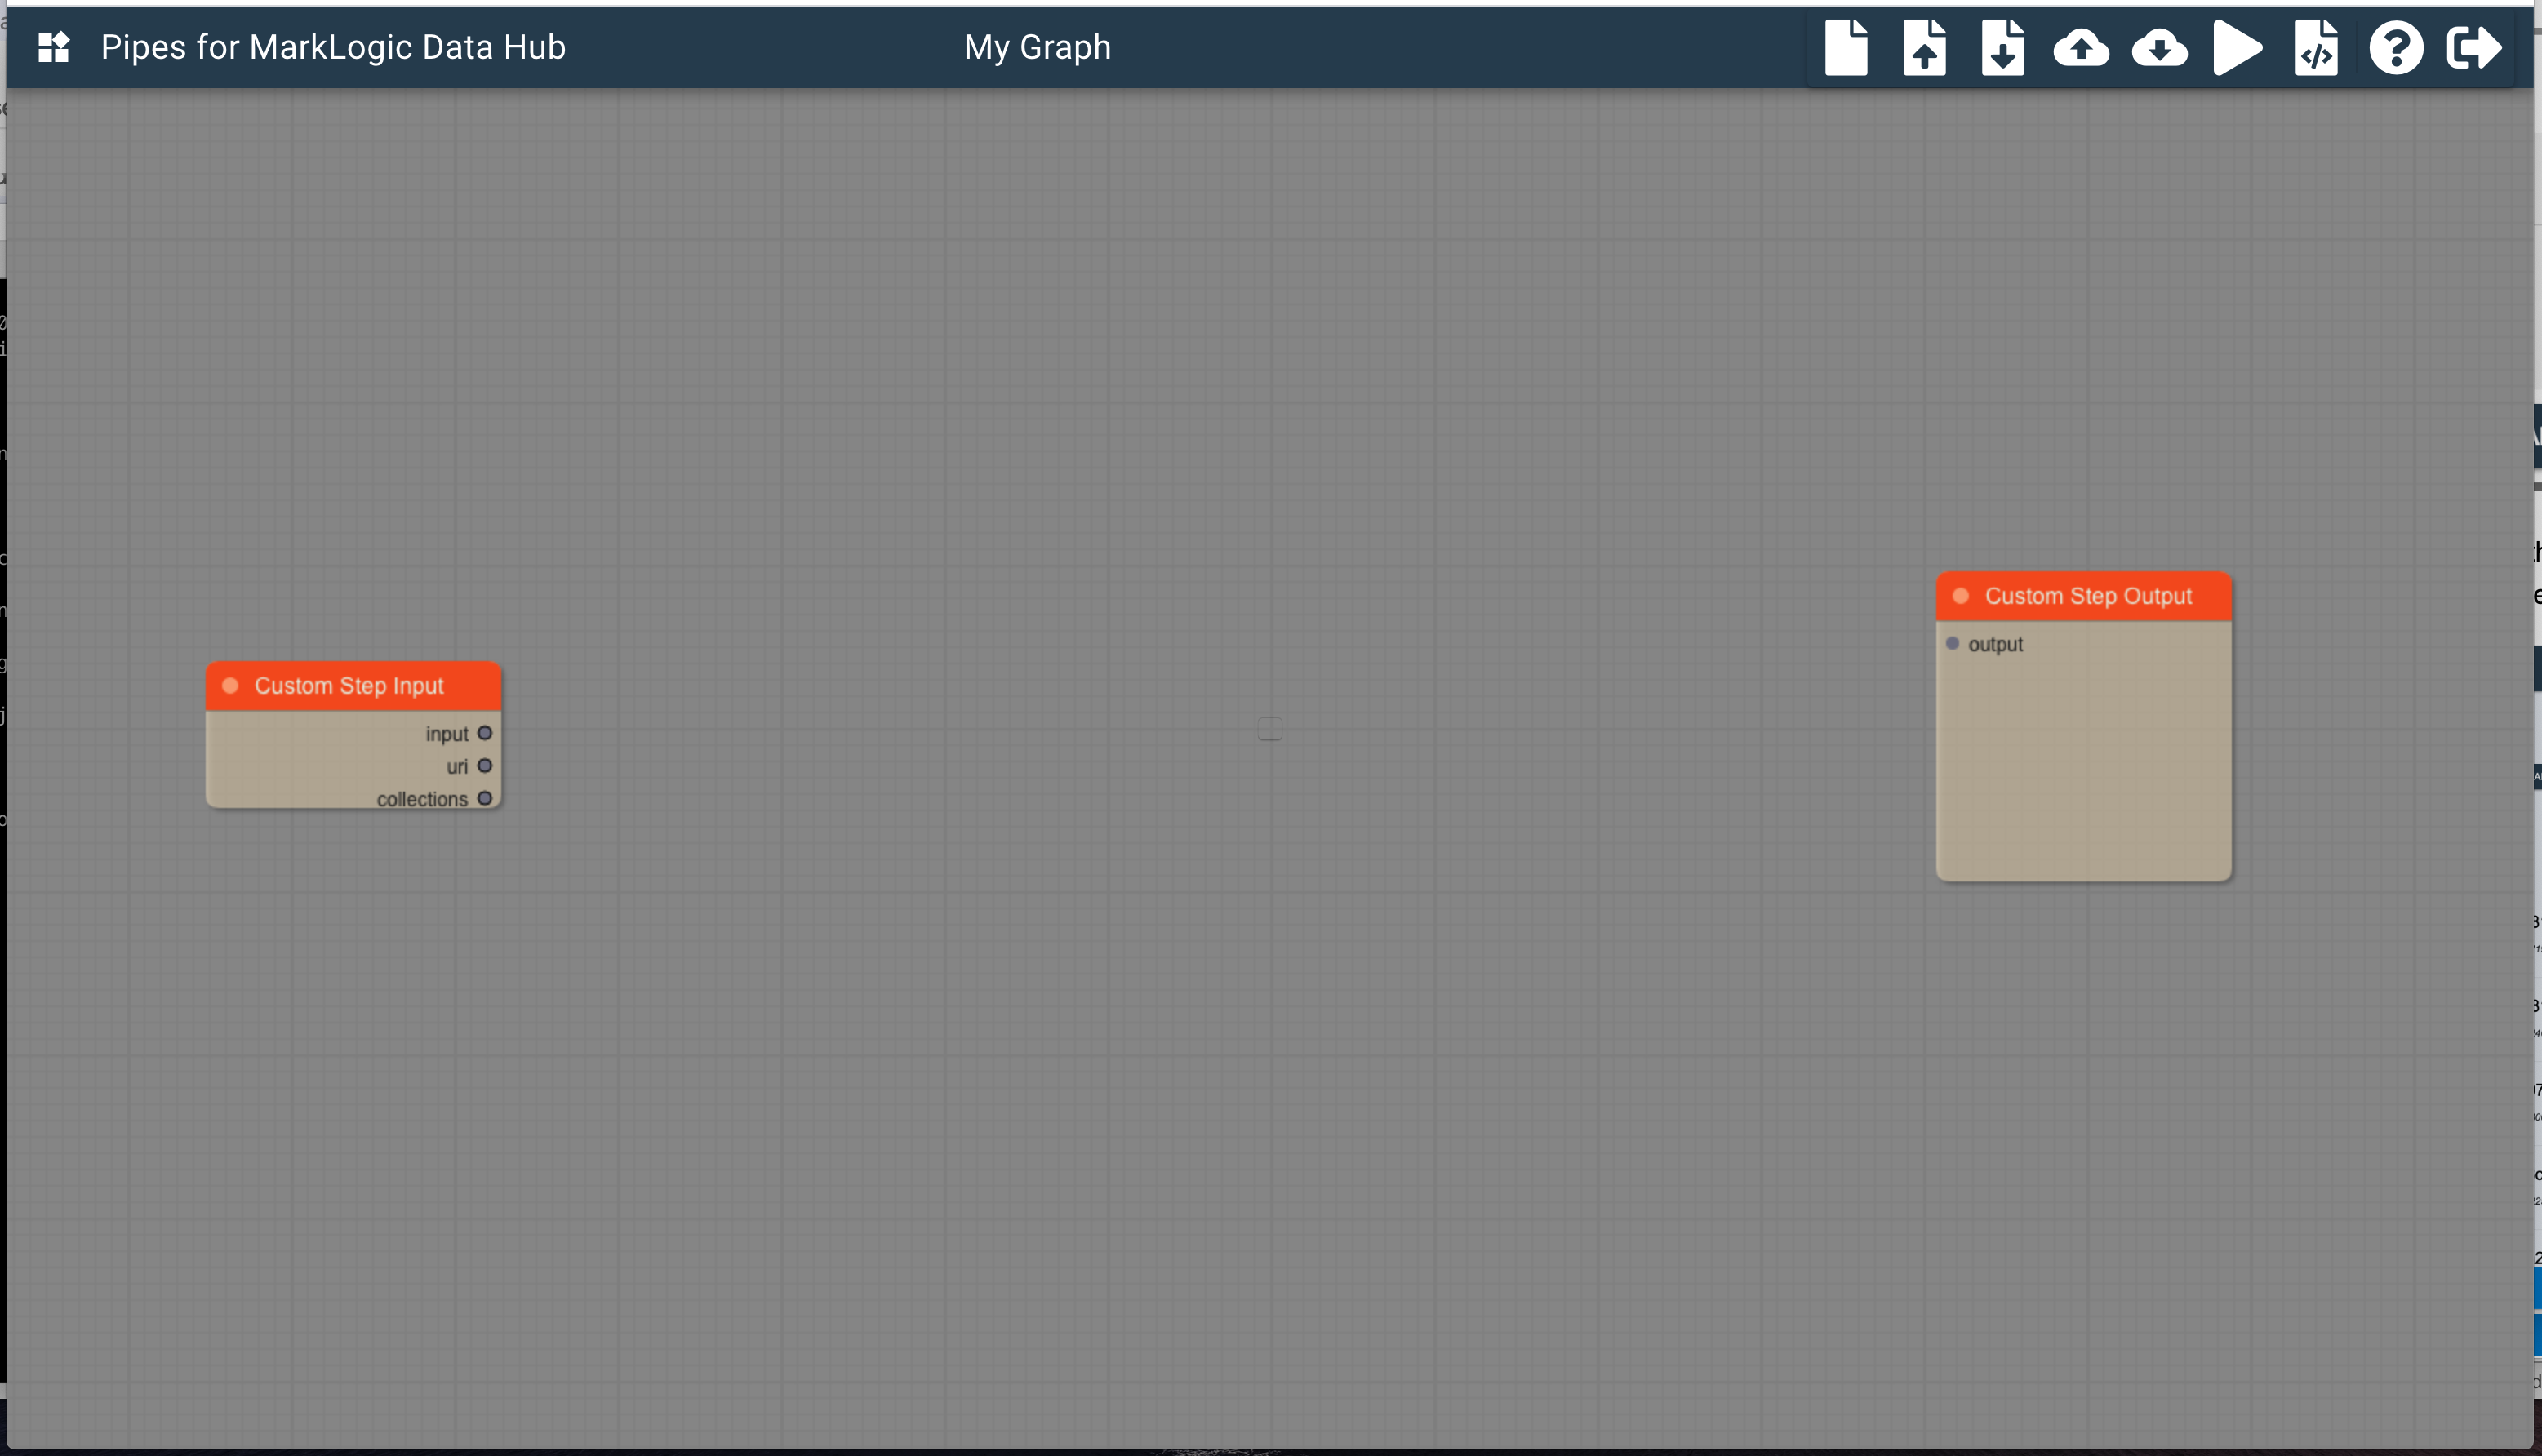 Pipes for MarkLogic Data Hub
My Graph
Custom Step Output
output
Custom Step Input
input
uri
collections